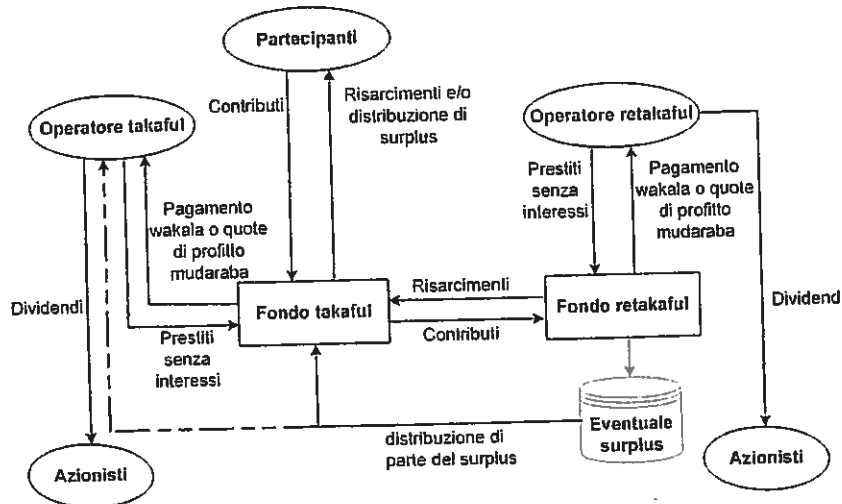 Partecipanti
Contributi
Risarcimenti e/o
distribuzione di
surplus
Operatore takaful
Operatore retakaful
Pagamento
wakala o quote
di profitto
mudaraba
Prestiti
senza
interessi
Pagamento
wakala o quote
di profitto
mudaraba
Dividendi
Fondo takaful
Risarcimenti
Contributi
Fondo retakaful
Dividend
Prestiti
senza
interessi
distribuzione di
parte del surplus
Eventuale
surplus
Azionisti
Azionisti